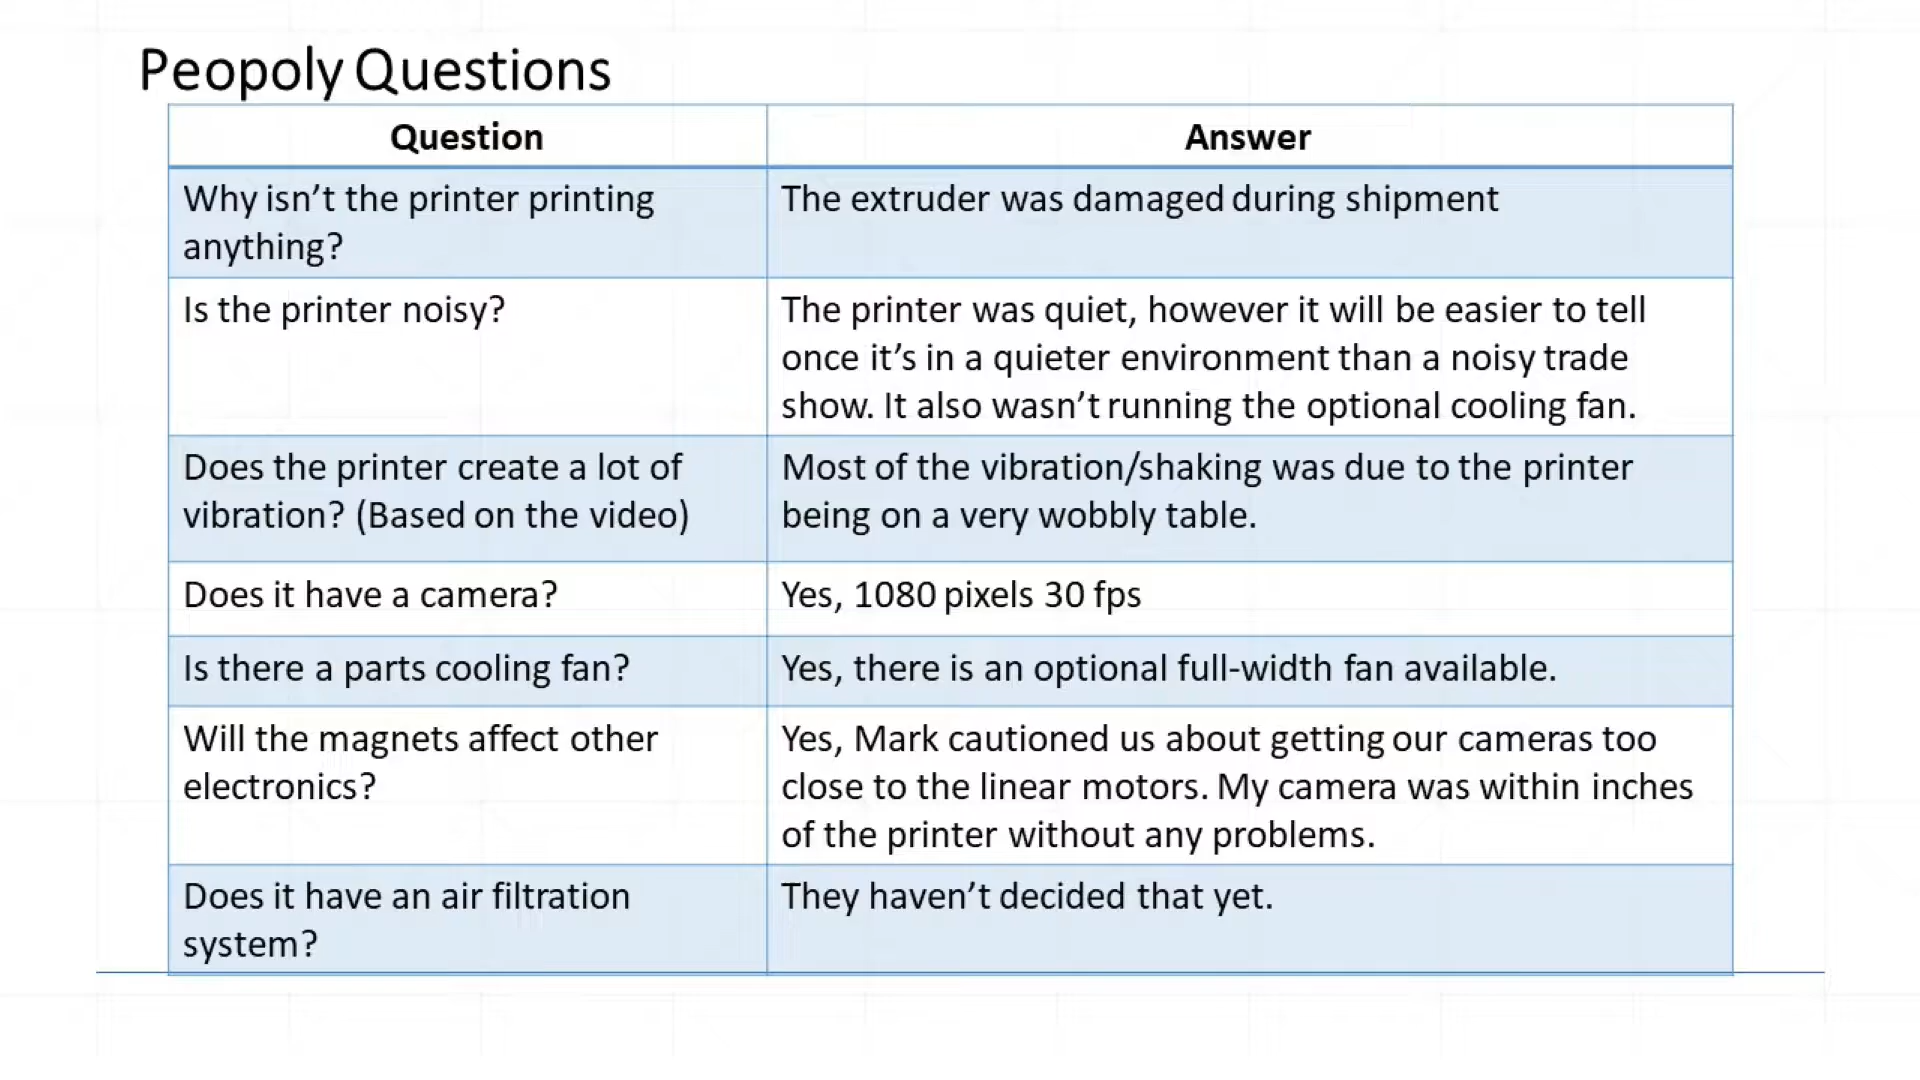 Peopoly Questions
Question
Answer
Why isn't the printer printing
anything?
The extruder was damaged during shipment
Is the printer noisy?
The printer was quiet, however it will be easier to tell
once it's in a quieter environment than a noisy trade
show. It also wasn't running the optional cooling fan.
Does the printer create a lot of
vibration? (Based on the video)
Most of the vibration/shaking was due to the printer
being on a very wobbly table.
Does it have a camera?
Yes, 1080 pixels 30 fps
Is there a parts cooling fan?
Yes, there is an optional full-width fan available.
Will the magnets affect other
electronics?
Yes, Mark cautioned us about getting our cameras too
close to the linear motors. My camera was within inches
of the printer without any problems.
Does it have an air filtration
system?
They haven't decided that yet.